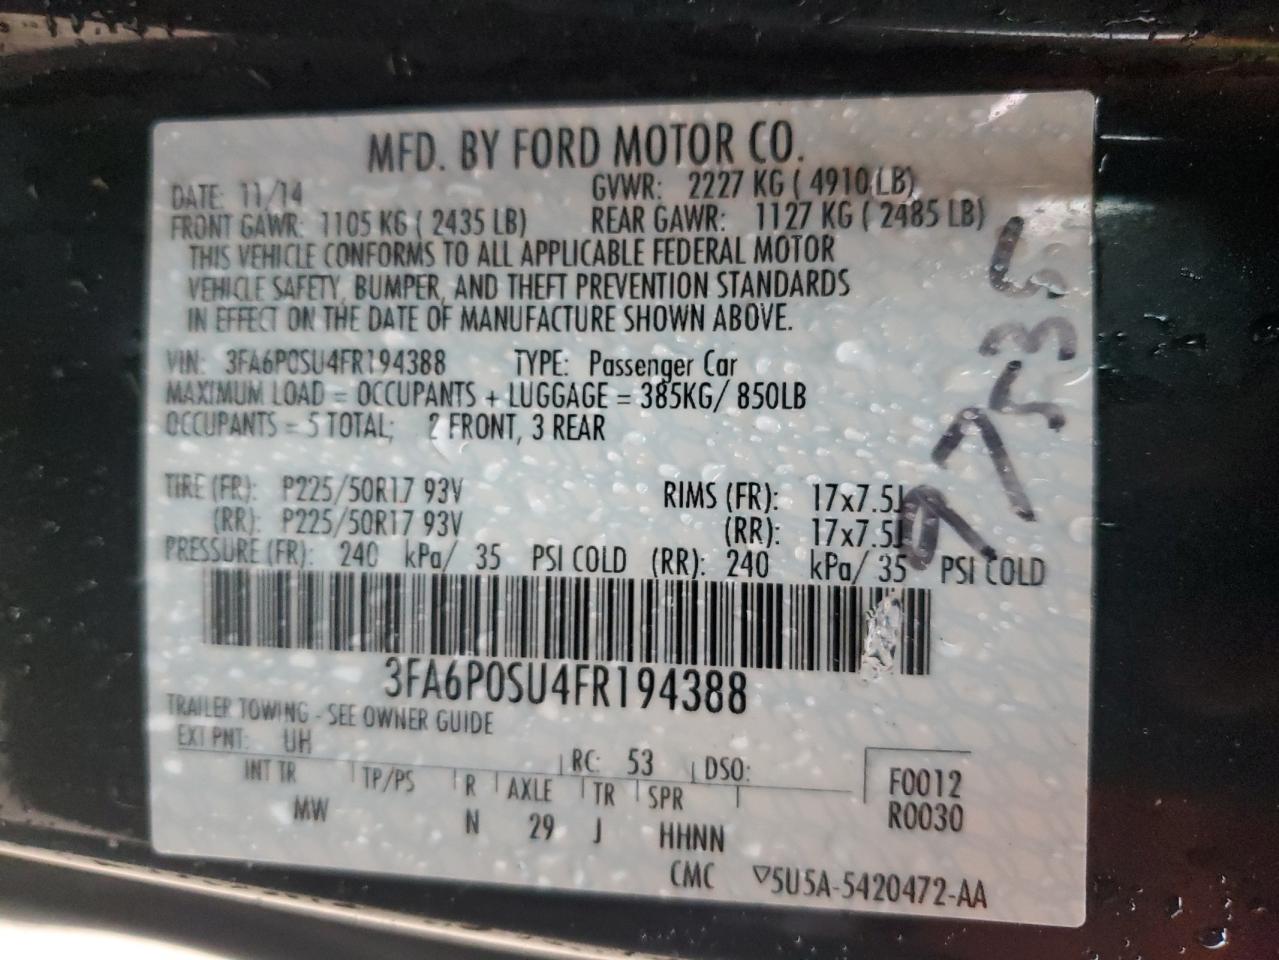 MFD. BY FORD MOTOR CO.
DATE: 11/14 GVWR: 2227 KG ( 4910 LB)
FRONT GAWR: 1105 KG ( 2435 LB) REAR GAWR: 1127 KG ( 2485 LB)
THIS VEHICLE CONFORMS TO ALL APPLICABLE FEDERAL MOTOR
VEHICLE SAFETY, BUMPER, AND THEFT PREVENTION STANDARDS
IN EFFECT ON THE DATE OF MANUFACTURE SHOWN ABOVE.
VIN: 3FA6P0SU4FR194388 TYPE: Passenger Car
MAXIMUM LOAD = OCCUPANTS + LUGGAGE = 385KG/ 850LB
OCCUPANTS = 5 TOTAL; 2 FRONT, 3 REAR
TIRE (FR): P225/50R17 93V RIMS (FR): 17x7.5J
(RR): P225/50R17 93V (RR): 17x7.5J
PRESSURE (FR): 240 kPa/ 35 PSI COLD (RR): 240 kPa/ 35 PSI COLD
3FA6P0SU4FR194388
TRAILER TOWING - SEE OWNER GUIDE
EXT PNT: UH RC: 53 DSO:
INT TR TP/PS R AXLE TR SPR F0012
MW N 29 J HHNN R0030
CMC ▽5U5A-5420472-AA